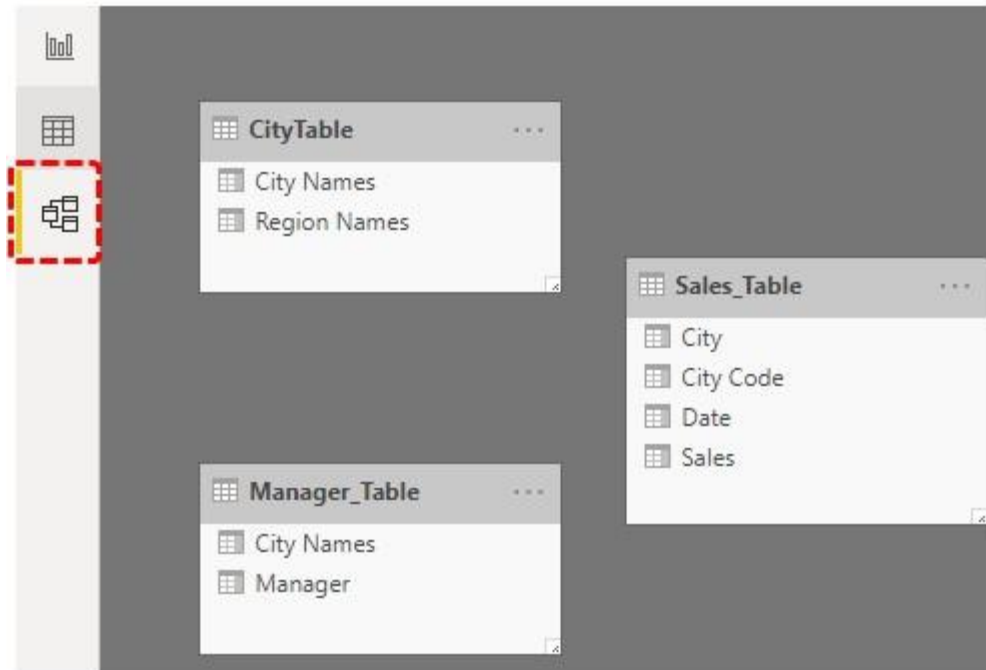 CityTable
City Names
Region Names
Sales_Table
City
City Code
Date
Sales
Manager_Table
City Names
Manager